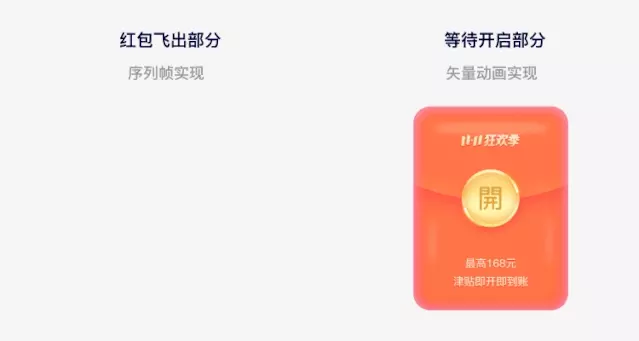 红包飞出部分
序列帧实现
等待开启部分
矢量动画实现
11·11狂欢季
開
最高168元
津贴即开即到账